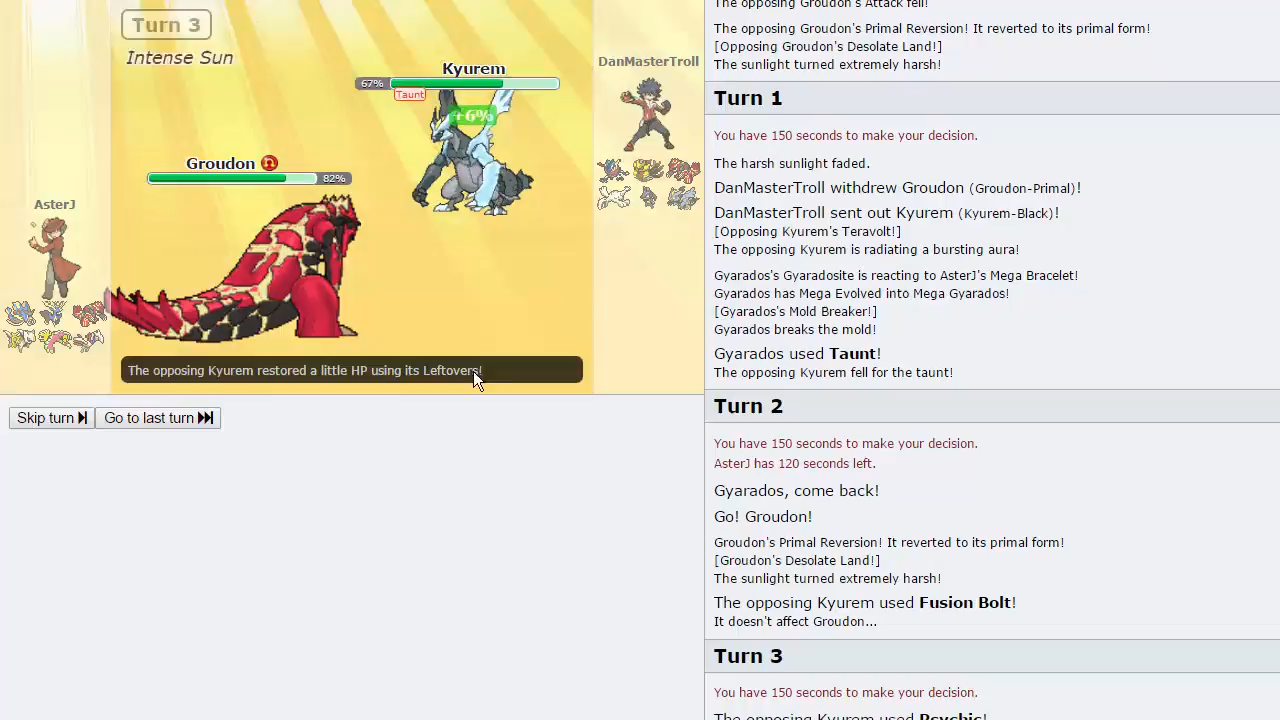 Turn 3
Intense Sun
Kyurem
67%
Taunt
+6%
DanMasterTroll
Groudon
82%
AsterJ
The opposing Kyurem restored a little HP using its Leftovers!
Skip turn
Go to last turn
The opposing Groudon's Attack fell!
The opposing Groudon's Primal Reversion! It reverted to its primal form!
[Opposing Groudon's Desolate Land!]
The sunlight turned extremely harsh!
Turn 1
You have 150 seconds to make your decision.
The harsh sunlight faded.
DanMasterTroll withdrew Groudon (Groudon-Primal)!
DanMasterTroll sent out Kyurem (Kyurem-Black)!
[Opposing Kyurem's Teravolt!]
The opposing Kyurem is radiating a bursting aura!
Gyarados's Gyaradosite is reacting to AsterJ's Mega Bracelet!
Gyarados has Mega Evolved into Mega Gyarados!
[Gyarados's Mold Breaker!]
Gyarados breaks the mold!
Gyarados used Taunt!
The opposing Kyurem fell for the taunt!
Turn 2
You have 150 seconds to make your decision.
AsterJ has 120 seconds left.
Gyarados, come back!
Go! Groudon!
Groudon's Primal Reversion! It reverted to its primal form!
[Groudon's Desolate Land!]
The sunlight turned extremely harsh!
The opposing Kyurem used Fusion Bolt!
It doesn't affect Groudon...
Turn 3
You have 150 seconds to make your decision.
The opposing Kyurem used Psychic!